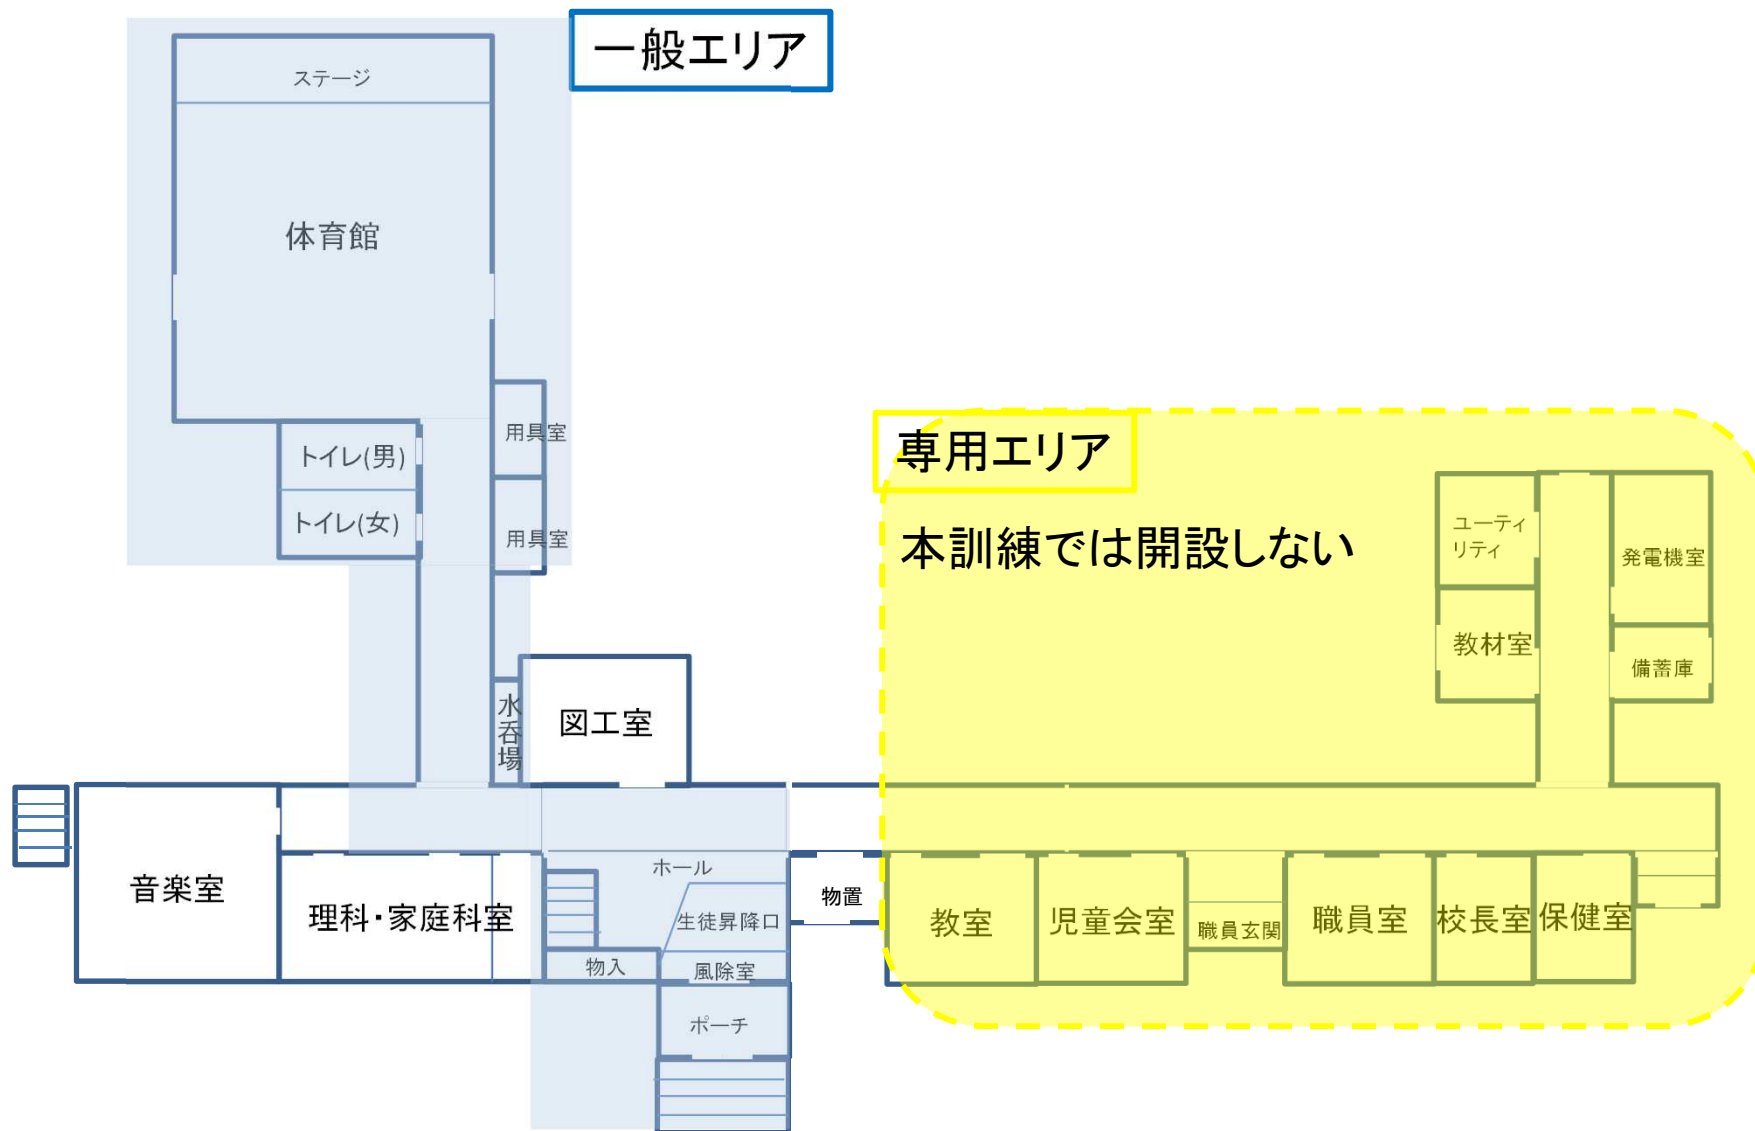 一般エリア
ステージ
体育館
用具室
トイレ(男)
トイレ(女)
用具室
専用エリア
本訓練では開設しない
ユーティ
リティ
発電機室
教材室
備蓄庫
水呑場
図工室
音楽室
理科・家庭科室
ホール
生徒昇降口
物入
風除室
ポーチ
物置
教室
児童会室
職員玄関
職員室
校長室
保健室